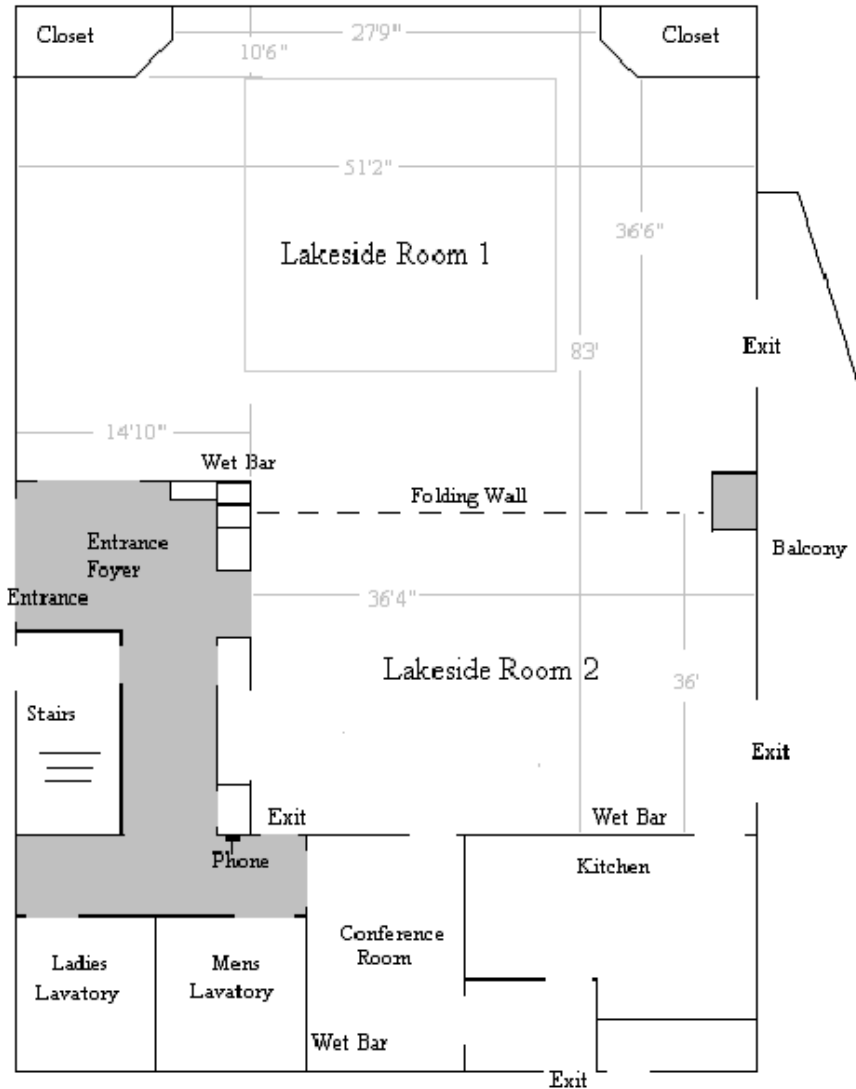 Closet
27'9"
Closet
10'6"
51'2"
36'6"
Lakeside Room 1
Exit
83'
14'10"
Wet Bar
Folding Wall
Entrance
Foyer
Balcony
Entrance
36'4"
Lakeside Room 2
36'
Stairs
Exit
Exit
Wet Bar
Phone
Kitchen
Conference
Room
Ladies
Lavatory
Mens
Lavatory
Wet Bar
Exit